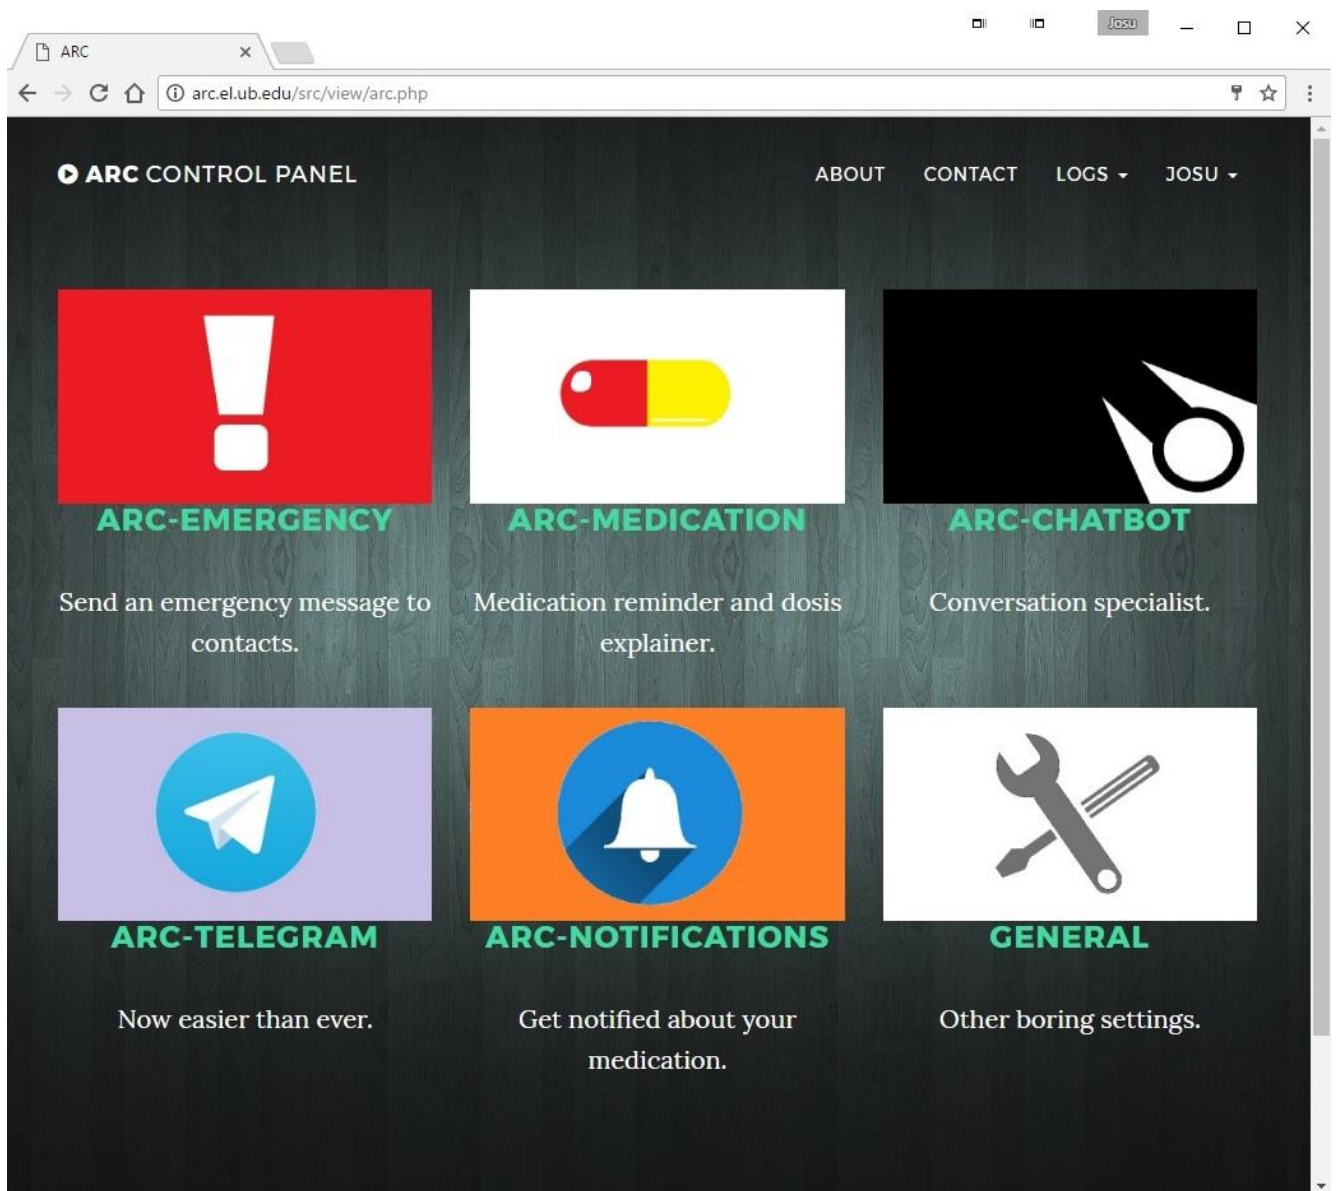 Josu
ARC
arc.el.ub.edu/src/view/arc.php
ARC CONTROL PANEL
ABOUT
CONTACT
LOGS
JOSU
ARC-EMERGENCY
Send an emergency message to
contacts.
ARC-MEDICATION
Medication reminder and dosis
explainer.
ARC-CHATBOT
Conversation specialist.
ARC-TELEGRAM
Now easier than ever.
ARC-NOTIFICATIONS
Get notified about your
medication.
GENERAL
Other boring settings.